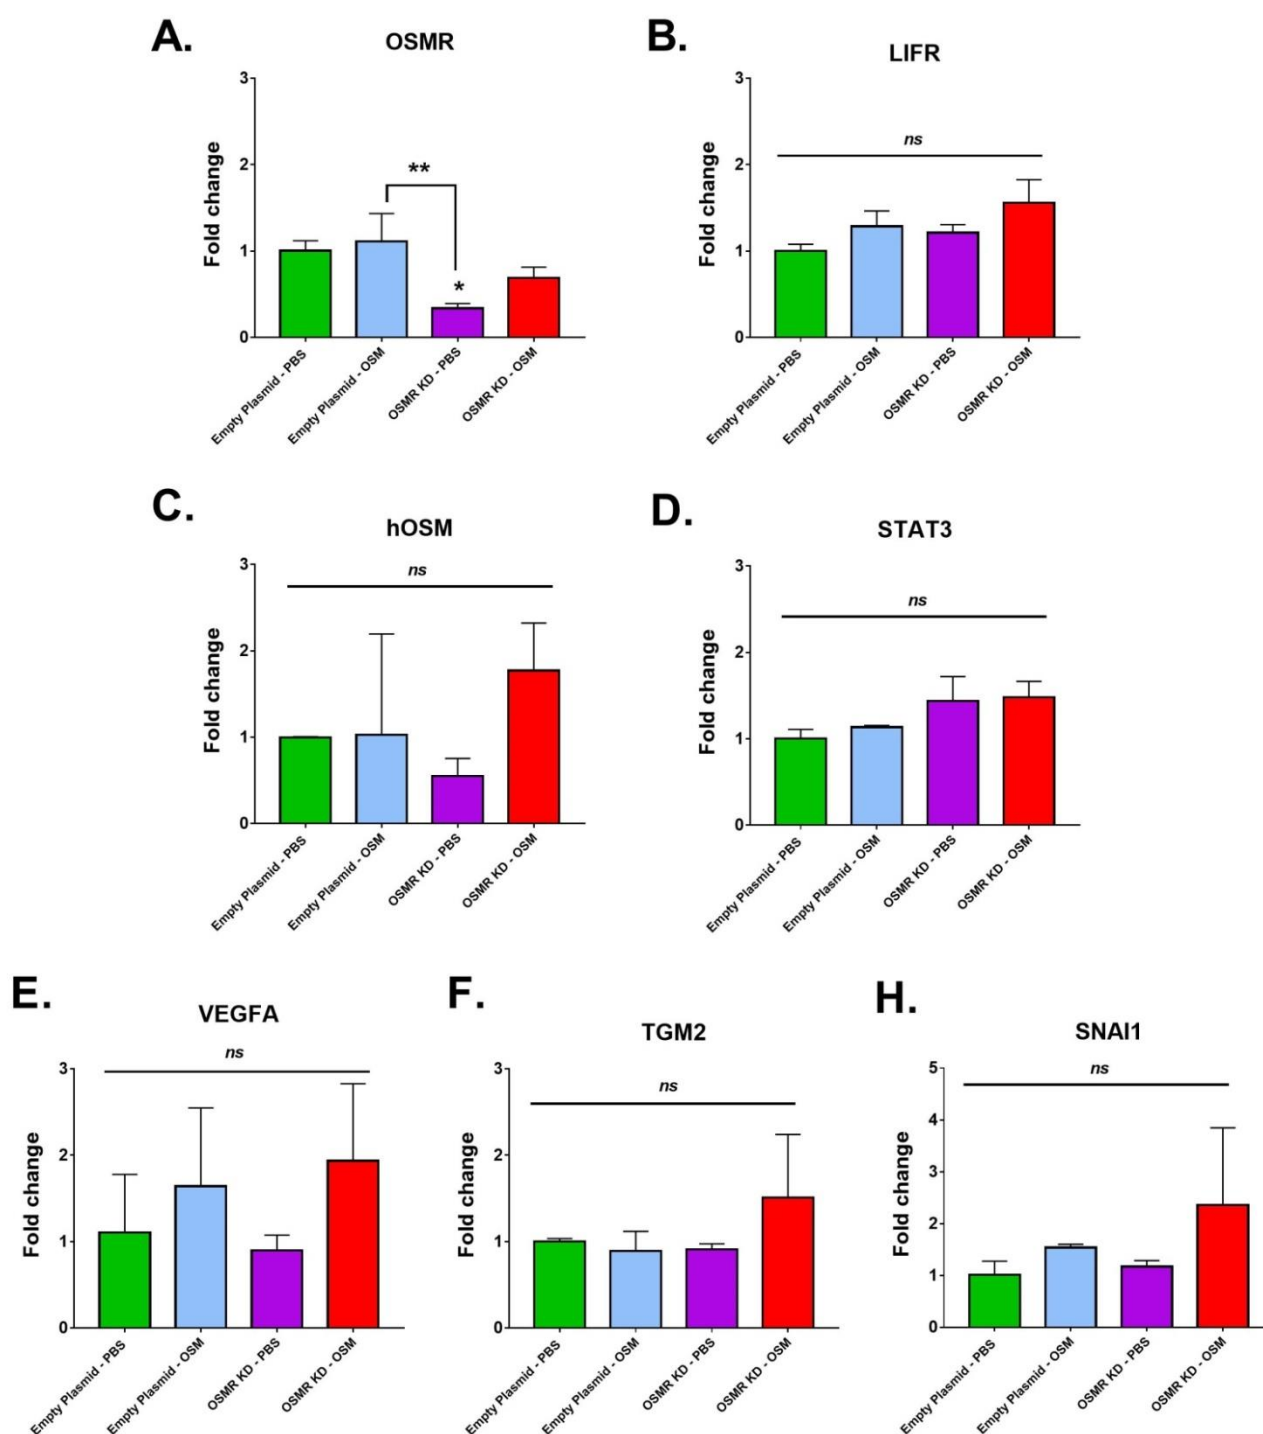 A.
OSMR
Fold change
3
2
1
0
**
*
Empty Plasmid - PBS
Empty Plasmid - OSM
OSMR KD - PBS
OSMR KD - OSM
B.
LIFR
Fold change
3
2
1
0
ns
Empty Plasmid - PBS
Empty Plasmid - OSM
OSMR KD - PBS
OSMR KD - OSM
C.
hOSM
Fold change
3
2
1
0
ns
Empty Plasmid - PBS
Empty Plasmid - OSM
OSMR KD - PBS
OSMR KD - OSM
D.
STAT3
Fold change
3
2
1
0
ns
Empty Plasmid - PBS
Empty Plasmid - OSM
OSMR KD - PBS
OSMR KD - OSM
E.
VEGFA
Fold change
3
2
1
0
ns
Empty Plasmid - PBS
Empty Plasmid - OSM
OSMR KD - PBS
OSMR KD - OSM
F.
TGM2
Fold change
3
2
1
0
ns
Empty Plasmid - PBS
Empty Plasmid - OSM
OSMR KD - PBS
OSMR KD - OSM
H.
SNAI1
Fold change
5
4
3
2
1
0
ns
Empty Plasmid - PBS
Empty Plasmid - OSM
OSMR KD - PBS
OSMR KD - OSM